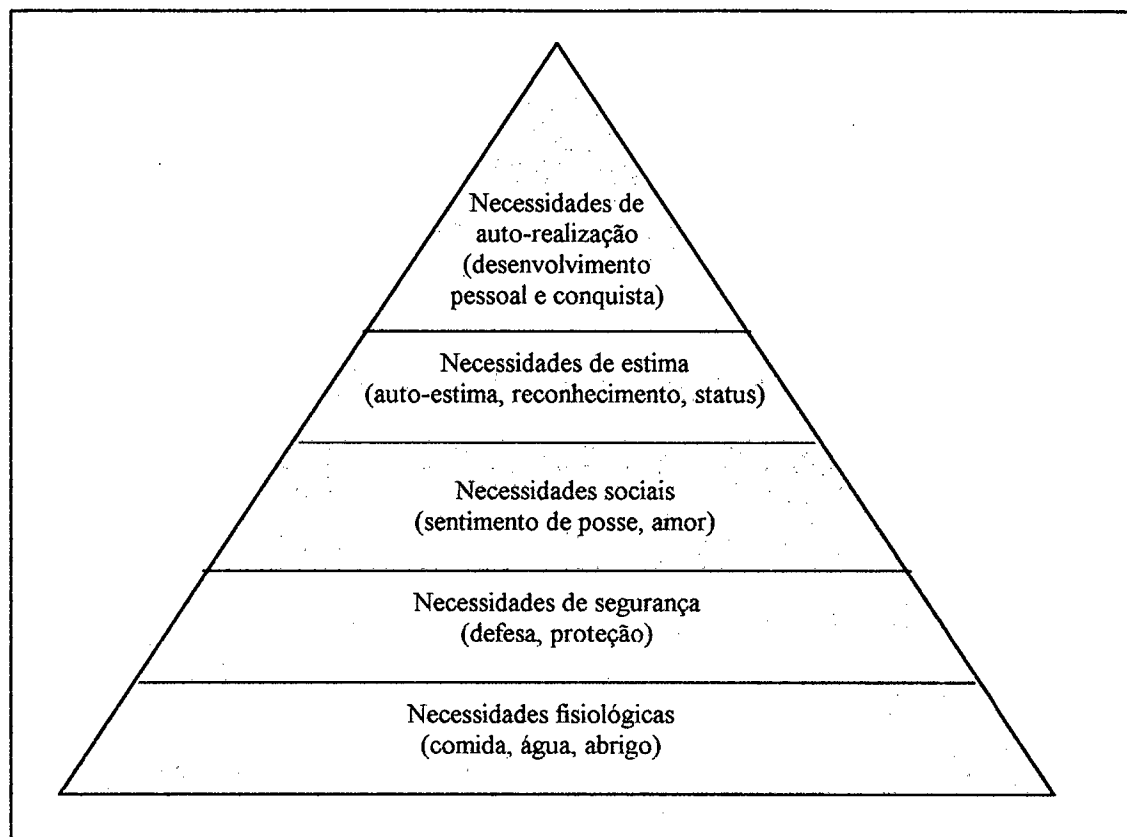 Necessidades de
auto-realização
(desenvolvimento
pessoal e conquista)
Necessidades de estima
(auto-estima, reconhecimento, status)
Necessidades sociais
(sentimento de posse, amor)
Necessidades de segurança
(defesa, proteção)
Necessidades fisiológicas
(comida, água, abrigo)